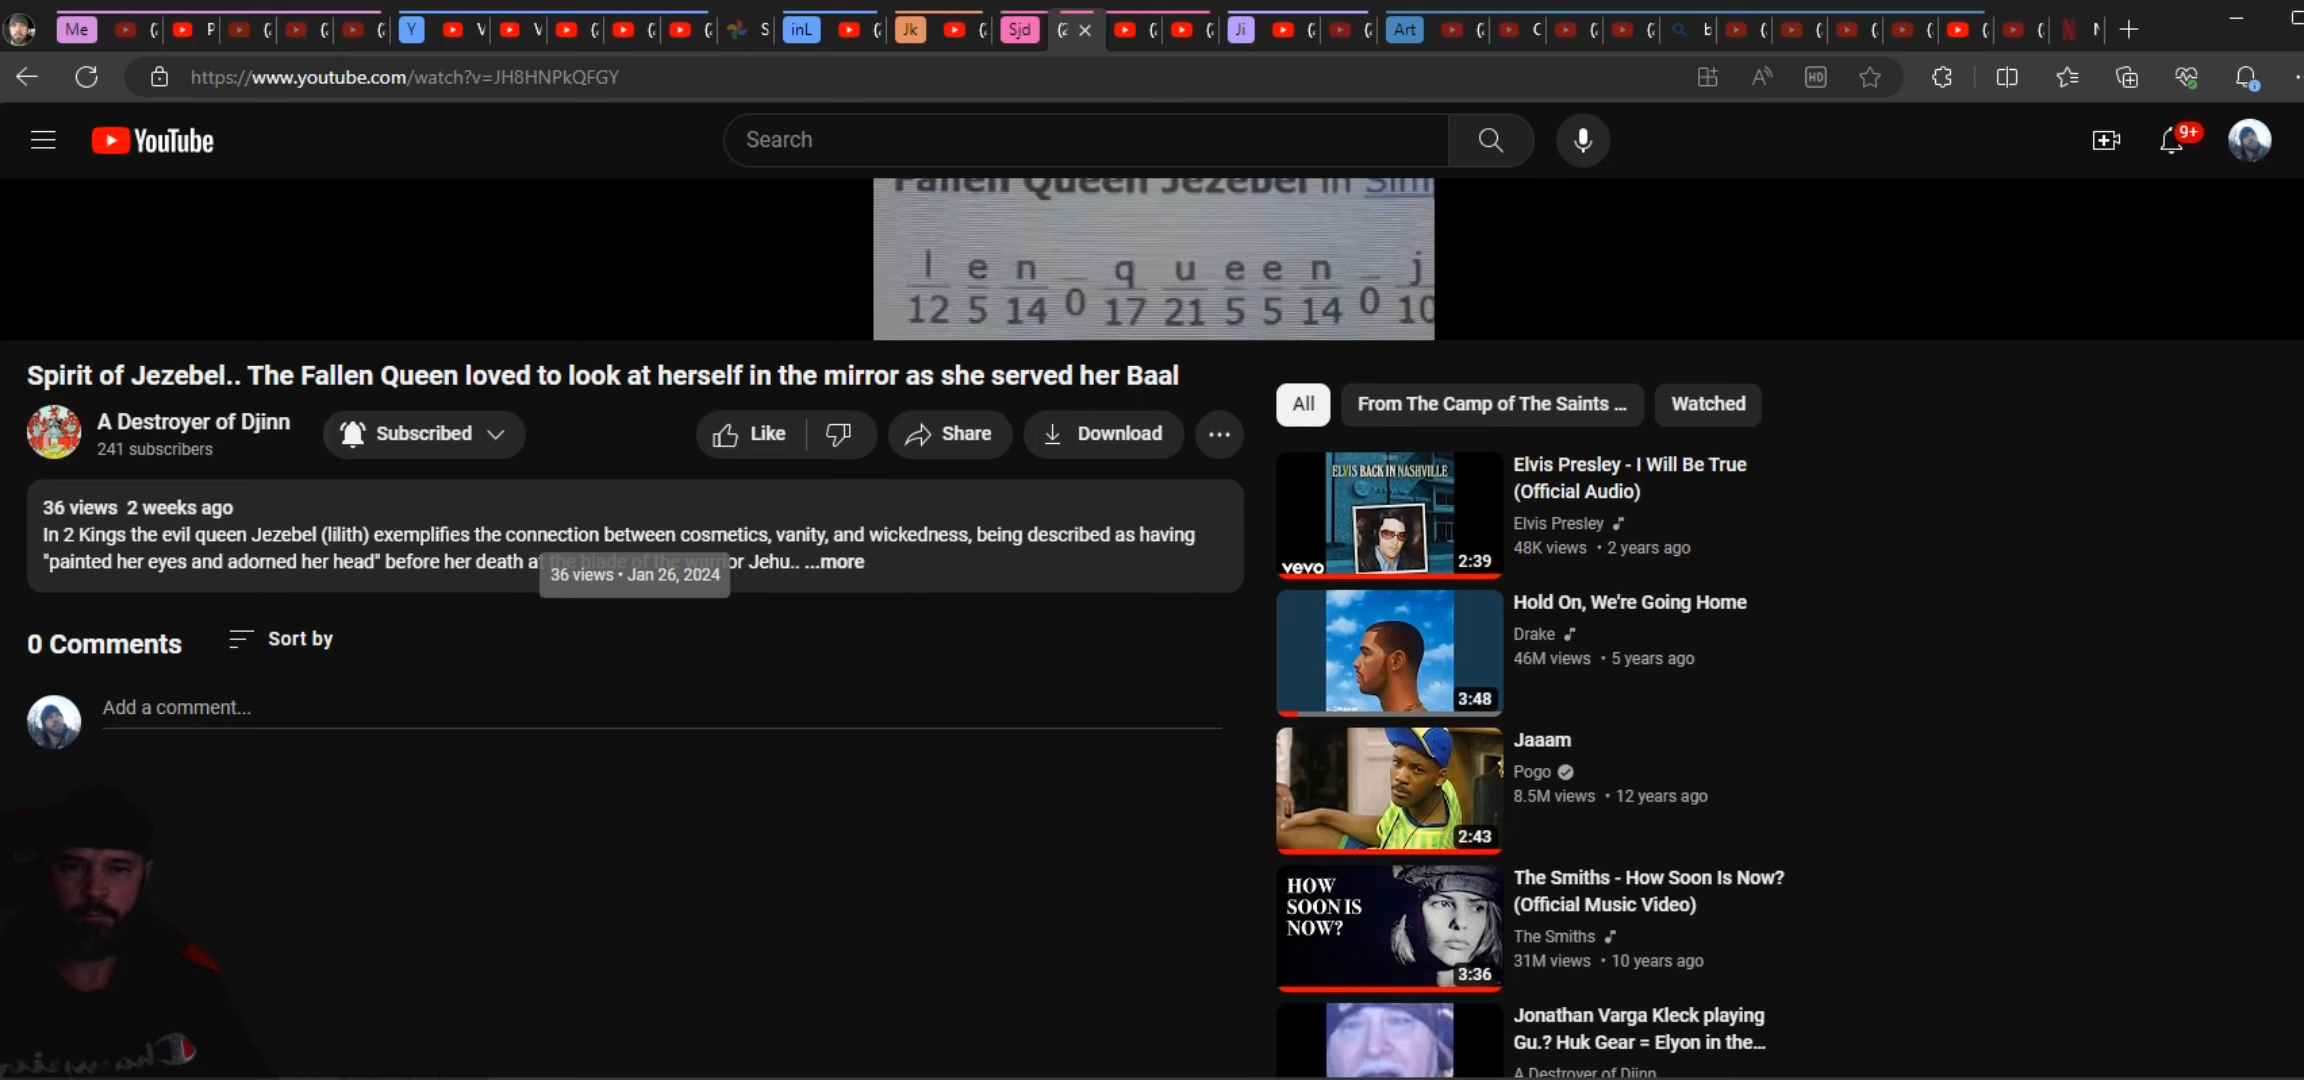 Me
Y
inL
Jk
Sjd
Ji
Art
https://www.youtube.com/watch?v=JH8HNPkQFGY
HD
YouTube
Search
9+
Fallen Queen Jezebel in
l e n _ q u e e n _ j
12 5 14 0 17 21 5 5 14 0 10
Spirit of Jezebel.. The Fallen Queen loved to look at herself in the mirror as she served her Baal
A Destroyer of Djinn
241 subscribers
Subscribed
Like
Share
Download
36 views 2 weeks ago
In 2 Kings the evil queen Jezebel (lilith) exemplifies the connection between cosmetics, vanity, and wickedness, being described as having
"painted her eyes and adorned her head" before her death at the blade of the warrior Jehu.. ...more
36 views • Jan 26, 2024
0 Comments
Sort by
Add a comment...
Champion
All
From The Camp of The Saints ...
Watched
ELVIS BACK IN NASHVILLE
vevo
2:39
Elvis Presley - I Will Be True
(Official Audio)
Elvis Presley
48K views • 2 years ago
3:48
Hold On, We're Going Home
Drake
46M views • 5 years ago
2:43
Jaaam
Pogo
8.5M views • 12 years ago
HOW
SOON IS
NOW?
3:36
The Smiths - How Soon Is Now?
(Official Music Video)
The Smiths
31M views • 10 years ago
Jonathan Varga Kleck playing
Gu.? Huk Gear = Elyon in the...
A Destroyer of Djinn